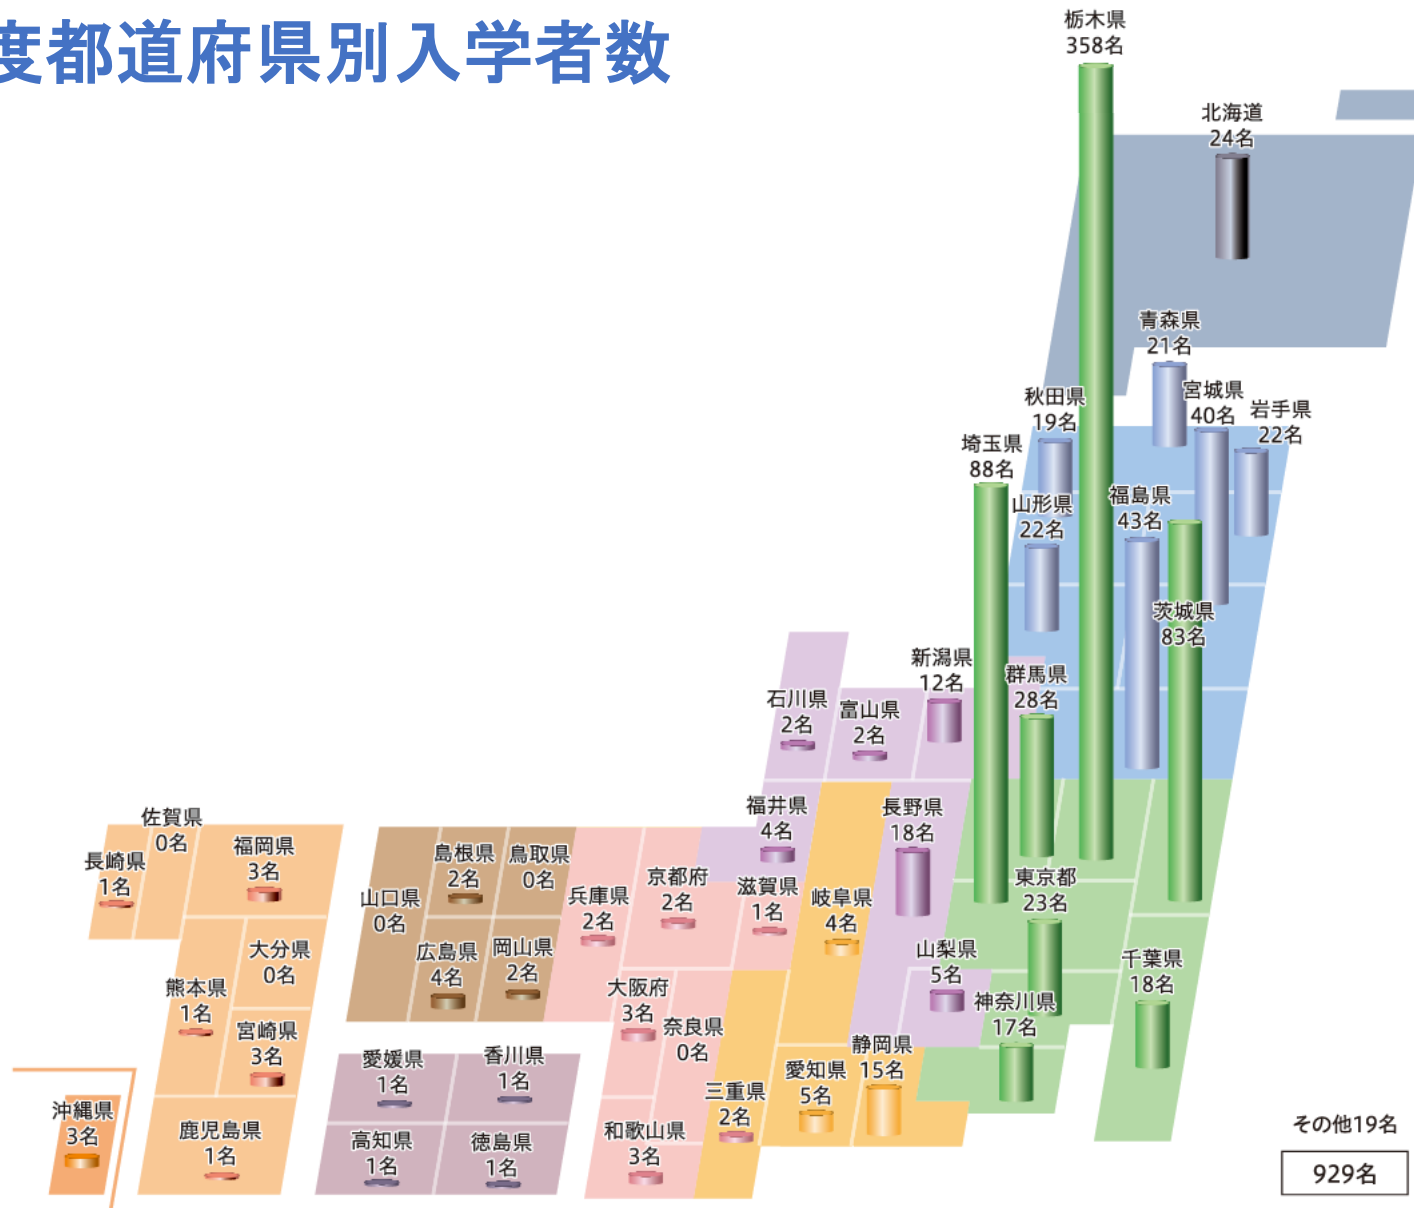 度都道府県別入学者数
栃木県
358名
北海道
24名
青森県
21名
宮城県
40名
岩手県
22名
秋田県
19名
埼玉県
88名
山形県
22名
福島県
43名
茨城県
83名
新潟県
12名
群馬県
28名
石川県
2名
富山県
2名
福井県
4名
長野県
18名
佐賀県
0名
長崎県
1名
福岡県
3名
島根県
2名
鳥取県
0名
山口県
0名
兵庫県
2名
京都府
2名
滋賀県
1名
岐阜県
4名
東京都
23名
大分県
0名
広島県
4名
岡山県
2名
山梨県
5名
千葉県
18名
熊本県
1名
大阪府
3名
神奈川県
17名
宮崎県
3名
奈良県
0名
愛媛県
1名
香川県
1名
愛知県
5名
静岡県
15名
三重県
2名
沖縄県
3名
鹿児島県
1名
高知県
1名
徳島県
1名
和歌山県
3名
その他19名
929名